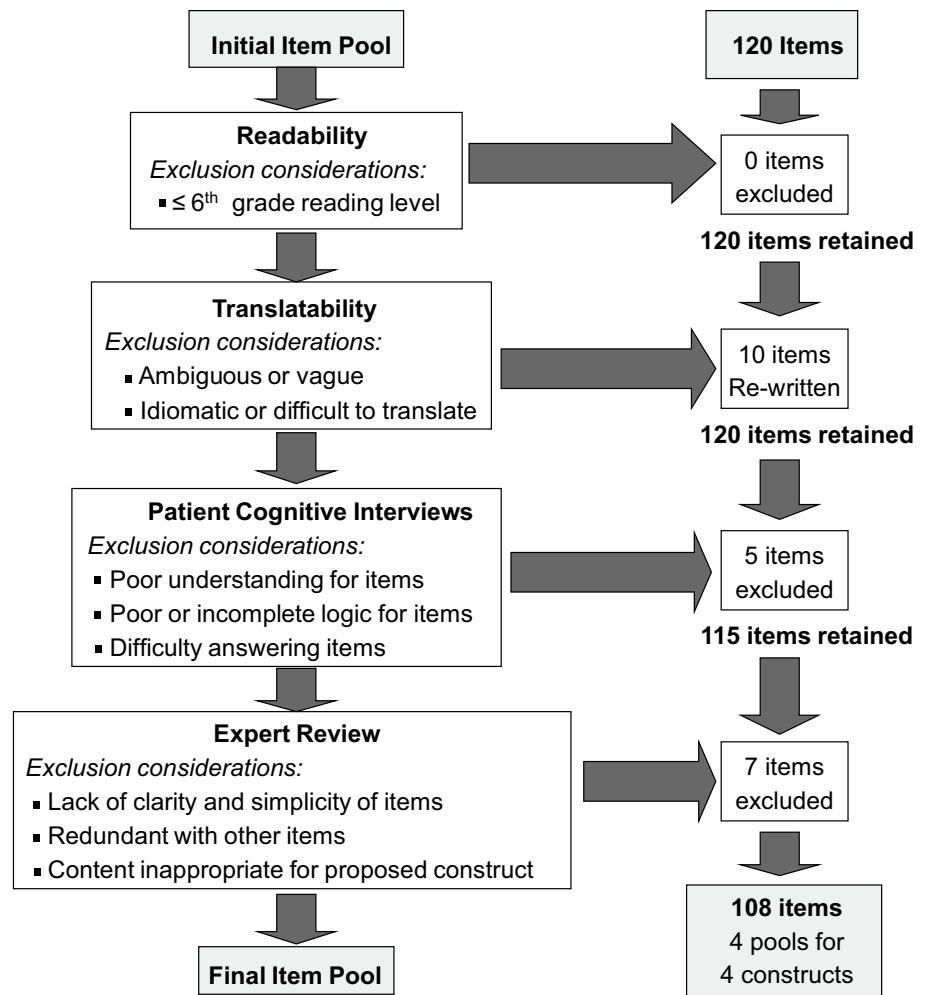 Initial Item Pool
120 Items
Readability
Exclusion considerations:
▪ ≤ 6th grade reading level
0 items
excluded
120 items retained
Translatability
Exclusion considerations:
▪ Ambiguous or vague
▪ Idiomatic or difficult to translate
10 items
Re-written
120 items retained
Patient Cognitive Interviews
Exclusion considerations:
▪ Poor understanding for items
▪ Poor or incomplete logic for items
▪ Difficulty answering items
5 items
excluded
115 items retained
Expert Review
Exclusion considerations:
▪ Lack of clarity and simplicity of items
▪ Redundant with other items
▪ Content inappropriate for proposed construct
7 items
excluded
Final Item Pool
108 items
4 pools for
4 constructs